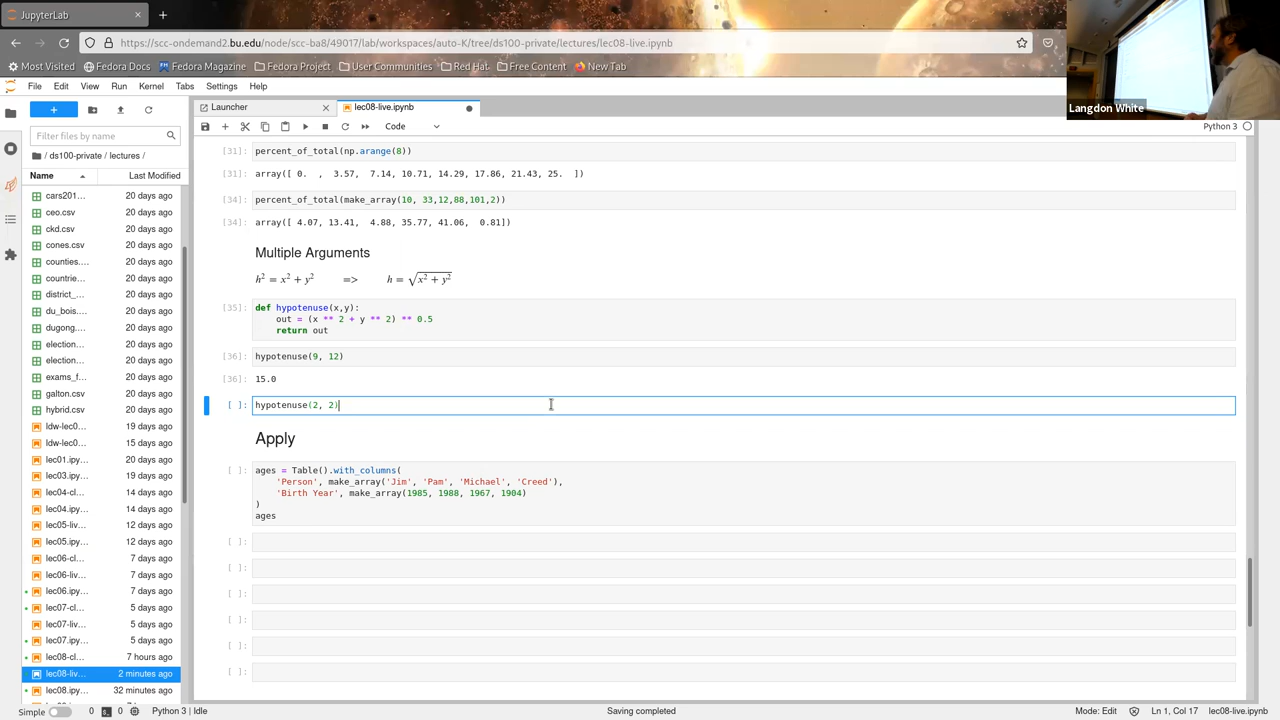 JupyterLab
https://scc-ondemand2.bu.edu/node/scc-ba8/49017/lab/workspaces/auto-K/tree/ds100-private/lectures/lec08-live.ipynb
Most Visited Fedora Docs Fedora Magazine Fedora Project User Communities Red Hat Free Content New Tab
Langdon White
File Edit View Run Kernel Tabs Settings Help
Launcher lec08-live.ipynb
Code Python 3
Filter files by name
/ ds100-private / lectures /
Name Last Modified
cars201... 20 days ago
ceo.csv 20 days ago
ckd.csv 20 days ago
cones.csv 20 days ago
counties.... 20 days ago
countrie... 20 days ago
district_... 20 days ago
du_bois.... 20 days ago
dugong.... 20 days ago
election... 20 days ago
election... 20 days ago
exams_f... 20 days ago
galton.csv 20 days ago
hybrid.csv 20 days ago
ldw-lec0... 19 days ago
ldw-lec0... 15 days ago
lec01.ipy... 20 days ago
lec03.ipy... 19 days ago
lec04-cl... 14 days ago
lec04.ipy... 14 days ago
lec05-liv... 12 days ago
lec05.ipy... 12 days ago
lec06-cl... 7 days ago
lec06-liv... 7 days ago
lec06.ipy... 7 days ago
lec07-cl... 5 days ago
lec07-liv... 5 days ago
lec07.ipy... 5 days ago
lec08-cl... 7 hours ago
lec08-liv... 2 minutes ago
lec08.ipy... 32 minutes ago
[31]: percent_of_total(np.arange(8))
[31]: array([ 0.  ,  3.57,  7.14, 10.71, 14.29, 17.86, 21.43, 25.  ])
[34]: percent_of_total(make_array(10, 33,12,88,101,2))
[34]: array([ 4.07, 13.41,  4.88, 35.77, 41.06,  0.81])
Multiple Arguments
h² = x² + y² => h = √x² + y²
[35]: def hypotenuse(x,y):
out = (x ** 2 + y ** 2) ** 0.5
return out
[36]: hypotenuse(9, 12)
[36]: 15.0
[ ]: hypotenuse(2, 2)
Apply
[ ]: ages = Table().with_columns(
'Person', make_array('Jim', 'Pam', 'Michael', 'Creed'),
'Birth Year', make_array(1985, 1988, 1967, 1904)
)
ages
[ ]:
[ ]:
[ ]:
[ ]:
[ ]:
[ ]:
Simple 0 0 Python 3 | Idle Saving completed Mode: Edit Ln 1, Col 17 lec08-live.ipynb